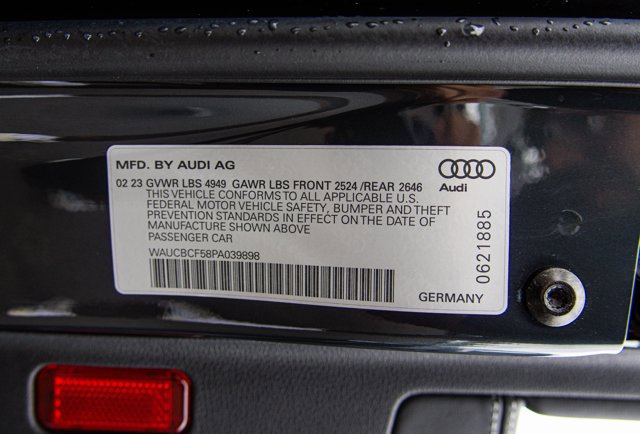 MFD. BY AUDI AG
02 23 GVWR LBS 4949 GAWR LBS FRONT 2524 /REAR 2646
THIS VEHICLE CONFORMS TO ALL APPLICABLE U.S.
FEDERAL MOTOR VEHICLE SAFETY, BUMPER AND THEFT
PREVENTION STANDARDS IN EFFECT ON THE DATE OF
MANUFACTURE SHOWN ABOVE
PASSENGER CAR
WAUCBCF58PA039898
Audi
0621885
GERMANY